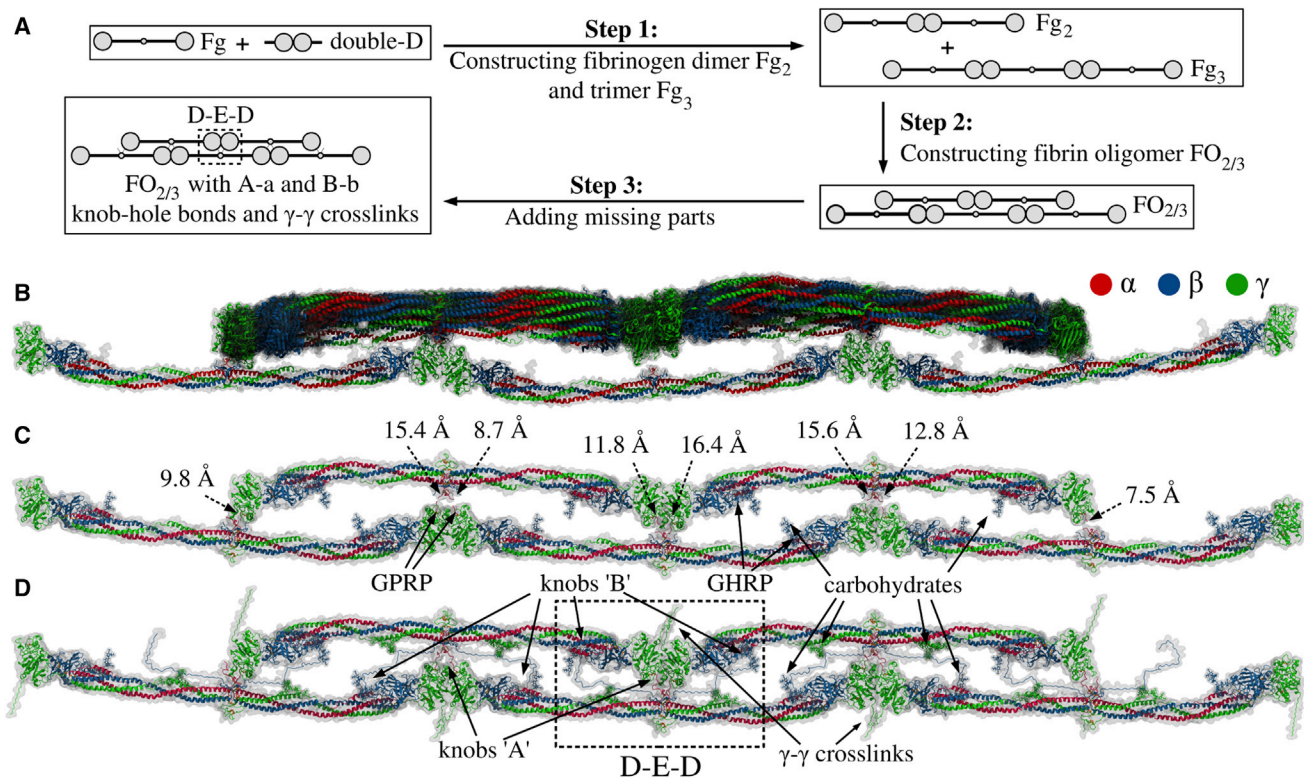 A
Fg + double-D
Step 1:
Constructing fibrinogen dimer Fg2
and trimer Fg3
Fg2
+
Fg3
Step 2:
Constructing fibrin oligomer FO2/3
FO2/3
Step 3:
Adding missing parts
D-E-D
FO2/3 with A-a and B-b
knob-hole bonds and γ-γ crosslinks
B
α β γ
C
9.8 Å
15.4 Å 8.7 Å
11.8 Å 16.4 Å
15.6 Å 12.8 Å
7.5 Å
GPRP
knobs 'B'
GHRP
carbohydrates
D
knobs 'A'
D-E-D
γ-γ crosslinks